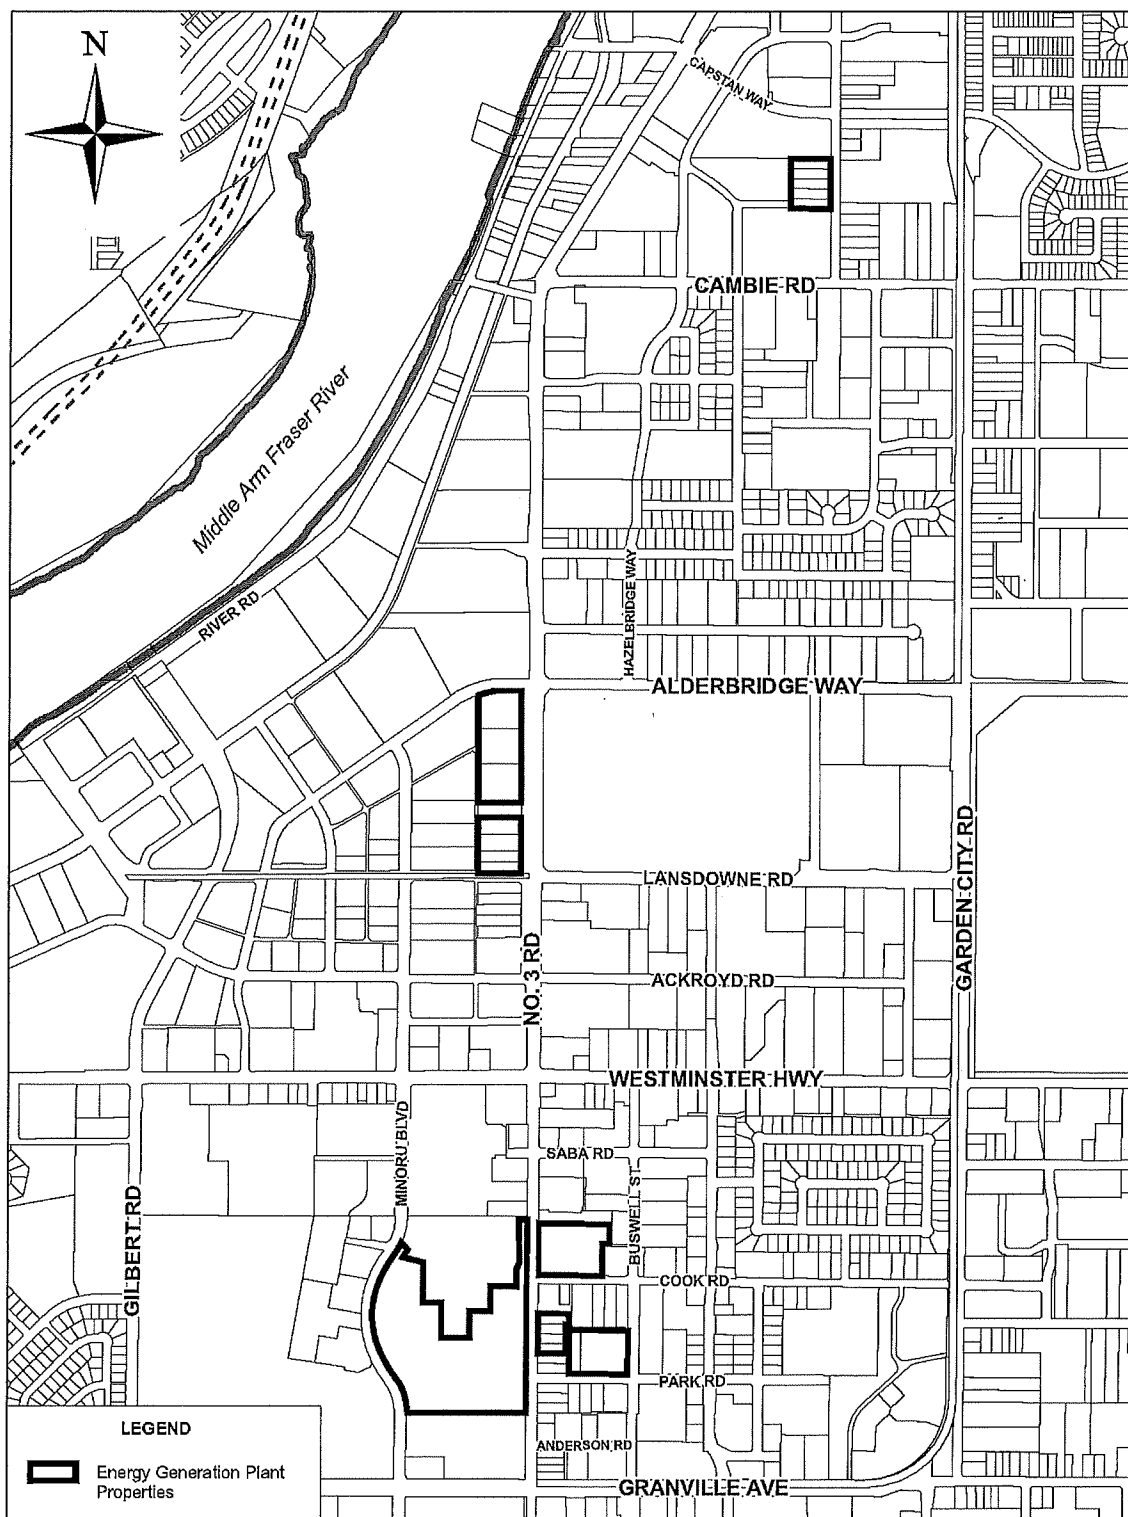 N
CAPSTAN WAY
CAMBIE RD
Middle Arm Fraser River
RIVER RD
HAZELBRIDGE WAY
ALDERBRIDGE WAY
LANSDOWNE RD
GARDEN CITY RD
NO. 3 RD
ACKROYD RD
WESTMINSTER HWY
MINORU BLVD
SABA RD
BUSWELL ST
GILBERT RD
COOK RD
PARK RD
LEGEND
ANDERSON RD
Energy Generation Plant
Properties
GRANVILLE AVE